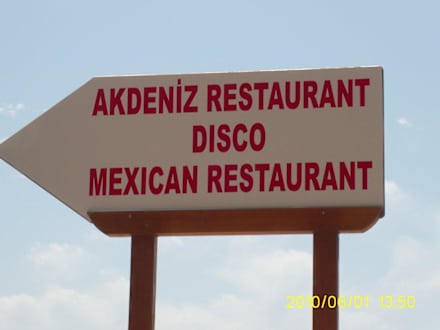 AKDENİZ RESTAURANT
DISCO
MEXICAN RESTAURANT
2010/06/01 13:50